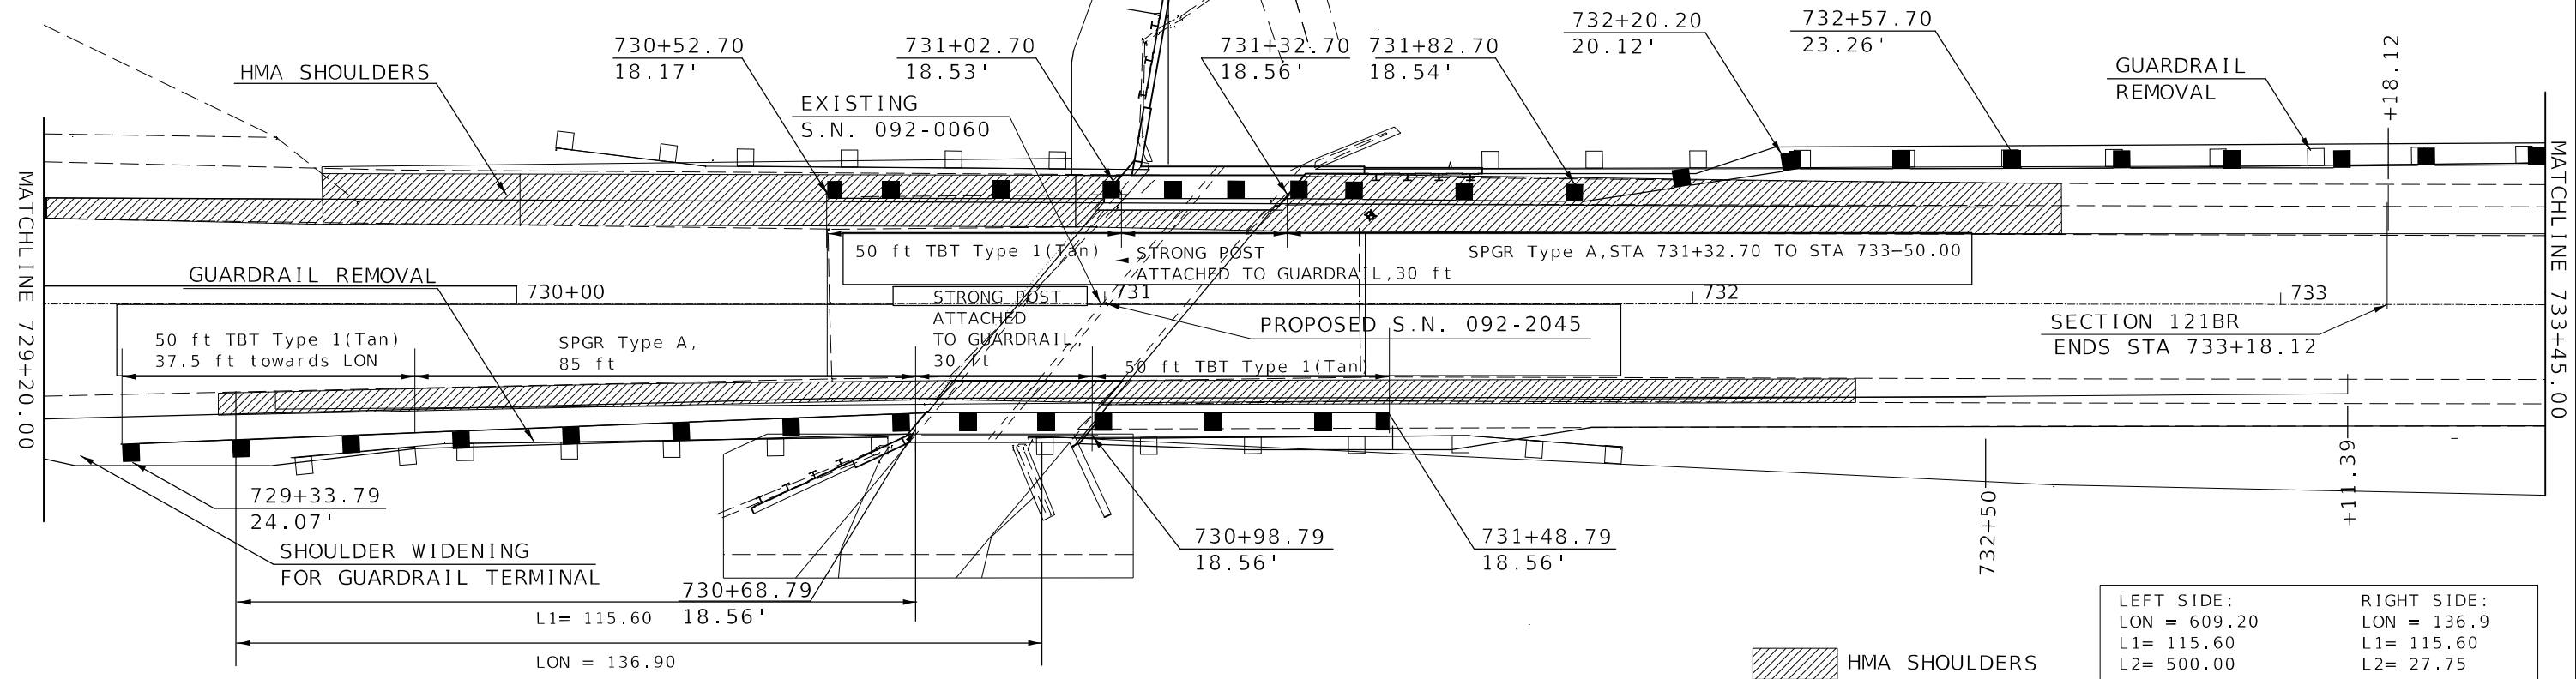 732+20.20
20.12'
732+57.70
23.26'
730+52.70
18.17'
731+02.70
18.53'
731+32.70
18.56'
731+82.70
18.54'
+18.12
HMA SHOULDERS
GUARDRAIL
REMOVAL
EXISTING
S.N. 092-0060
MATCHLINE 729+20.00
MATCHLINE 733+45.00
50 ft TBT Type 1(Tan)
STRONG POST
ATTACHED TO GUARDRAIL,30 ft
SPGR Type A,STA 731+32.70 TO STA 733+50.00
GUARDRAIL REMOVAL
730+00
731
732
733
STRONG POST
ATTACHED
TO GUARDRAIL,
30 ft
PROPOSED S.N. 092-2045
SECTION 121BR
ENDS STA 733+18.12
50 ft TBT Type 1(Tan)
37.5 ft towards LON
SPGR Type A,
85 ft
50 ft TBT Type 1(Tan)
729+33.79
24.07'
SHOULDER WIDENING
FOR GUARDRAIL TERMINAL
730+68.79
18.56'
730+98.79
18.56'
731+48.79
18.56'
732+50
+11.39
L1= 115.60
LON = 136.90
HMA SHOULDERS
LEFT SIDE:
LON = 609.20
L1= 115.60
L2= 500.00
RIGHT SIDE:
LON = 136.9
L1= 115.60
L2= 27.75